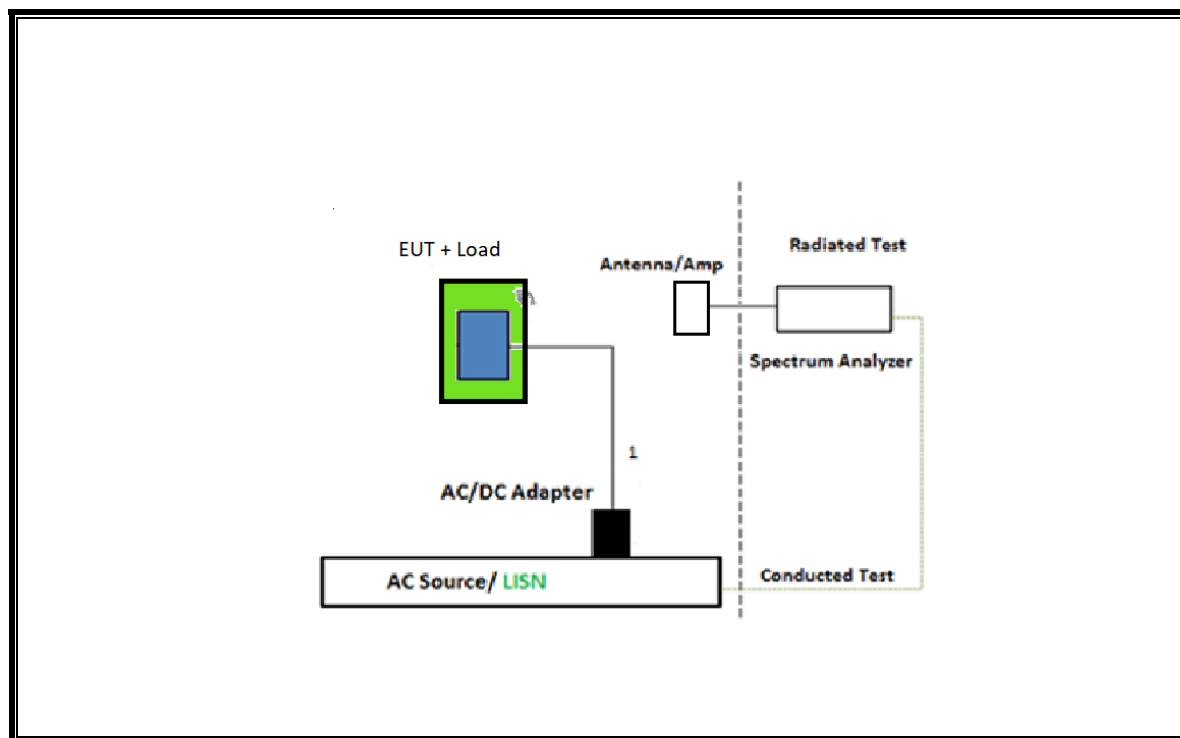 EUT + Load
Radiated Test
Antenna/Amp
Spectrum Analyzer
1
AC/DC Adapter
AC Source/ LISN
Conducted Test